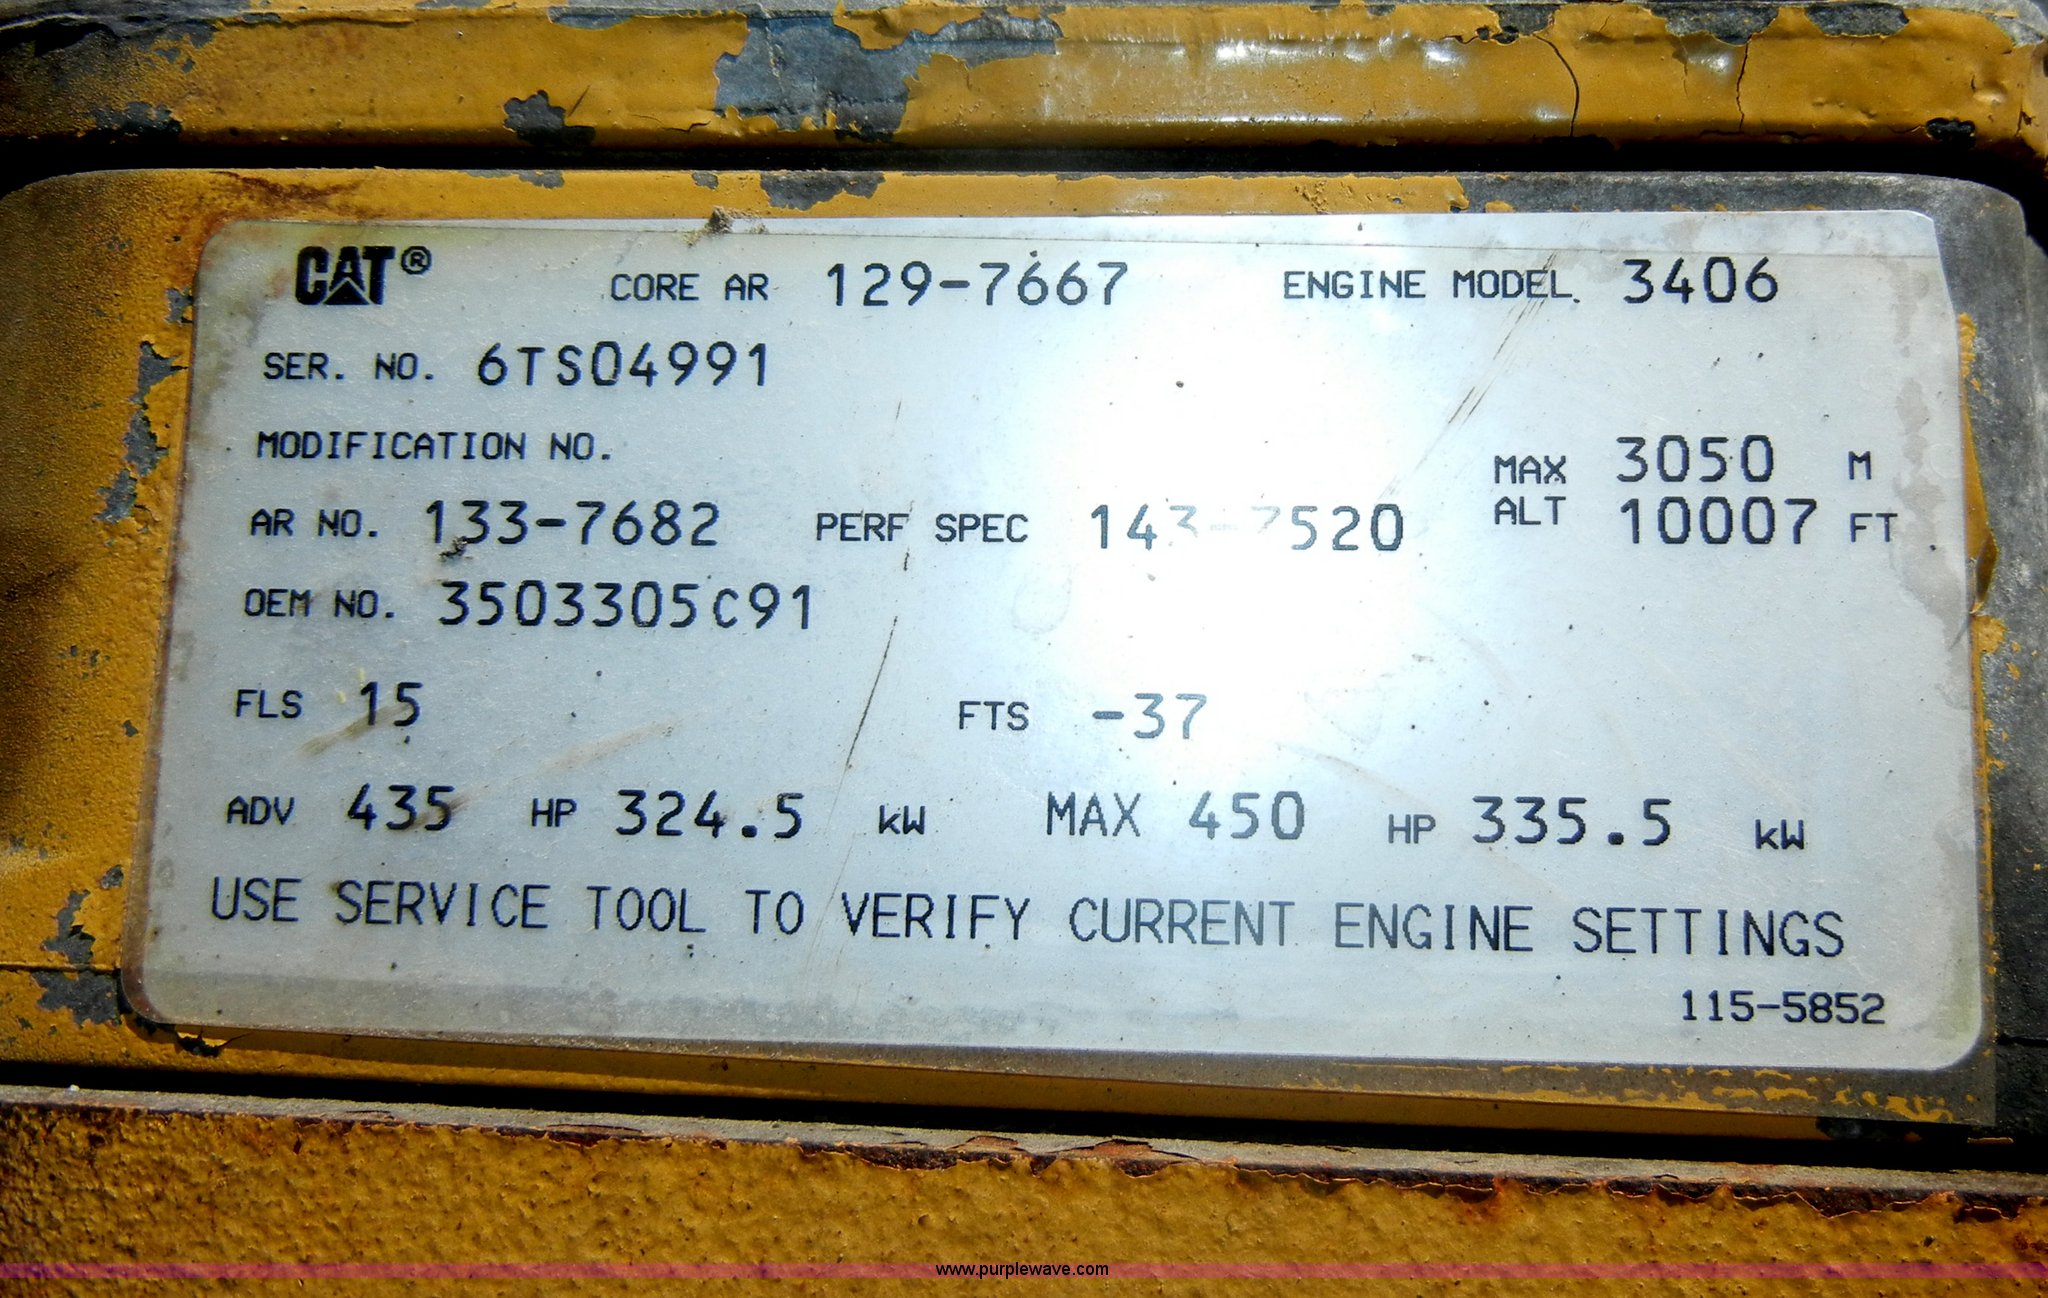 CAT® CORE AR 129-7667 ENGINE MODEL 3406
SER. NO. 6TS04991
MODIFICATION NO.
MAX ALT 3050 M
10007 FT
AR NO. 133-7682 PERF SPEC 143-7520
OEM NO. 3503305C91
FLS 15 FTS -37
ADV 435 HP 324.5 kW MAX 450 HP 335.5 kW
USE SERVICE TOOL TO VERIFY CURRENT ENGINE SETTINGS
115-5852
www.purplewave.com